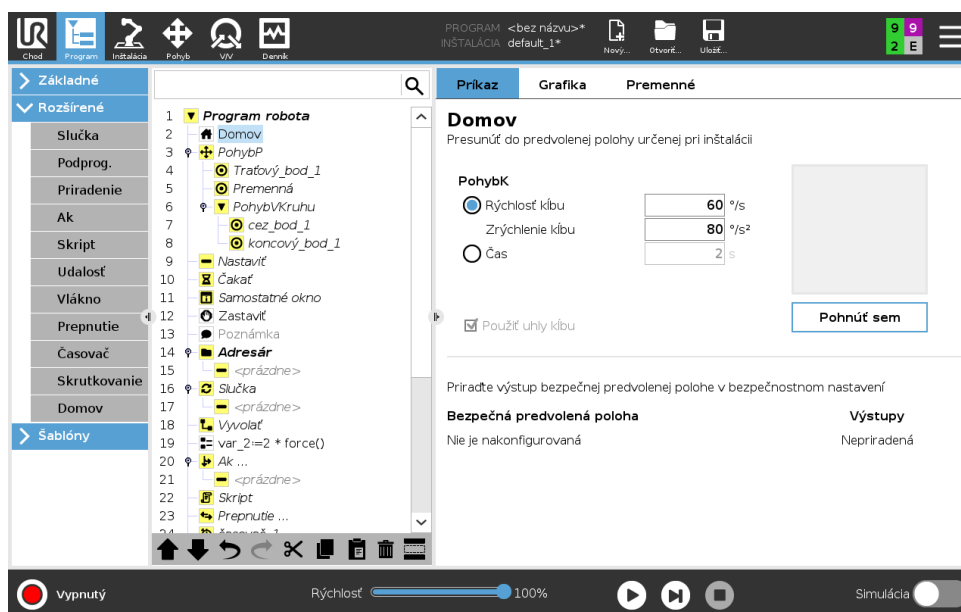 PROGRAM <bez názvu>*
INŠTALÁCIA default_1*
Chod
Program
Inštalácia
Pohyb
V/V
Denník
Nový...
Otvoriť...
Uložiť...
9 9
2 E
Základné
Rozšírené
Slučka
Podprog.
Priradenie
Ak
Skript
Udalosť
Vlákno
Prepnutie
Časovač
Skrutkovanie
Domov
Šablóny
1 Program robota
2 Domov
3 PohybP
4 Traťový_bod_1
5 Premenná
6 PohybVKruhu
7 cez_bod_1
8 koncový_bod_1
9 Nastaviť
10 Čakať
11 Samostatné okno
12 Zastaviť
13 Poznámka
14 Adresár
15 <prázdne>
16 Slučka
17 <prázdne>
18 Vyvolať
19 var_2:=2 * force()
20 Ak ...
21 <prázdne>
22 Skript
23 Prepnutie ...
Príkaz
Grafika
Premenné
Domov
Presunúť do predvolenej polohy určenej pri inštalácii
PohybK
Rýchlosť kĺbu 60 °/s
Zrýchlenie kĺbu 80 °/s²
Čas 2 s
Pohnúť sem
Použiť uhly kĺbu
Priraďte výstup bezpečnej predvolenej polohe v bezpečnostnom nastavení
Bezpečná predvolená poloha Výstupy
Nie je nakonfigurovaná Nepriradená
Vypnutý
Rýchlosť 100%
Simulácia